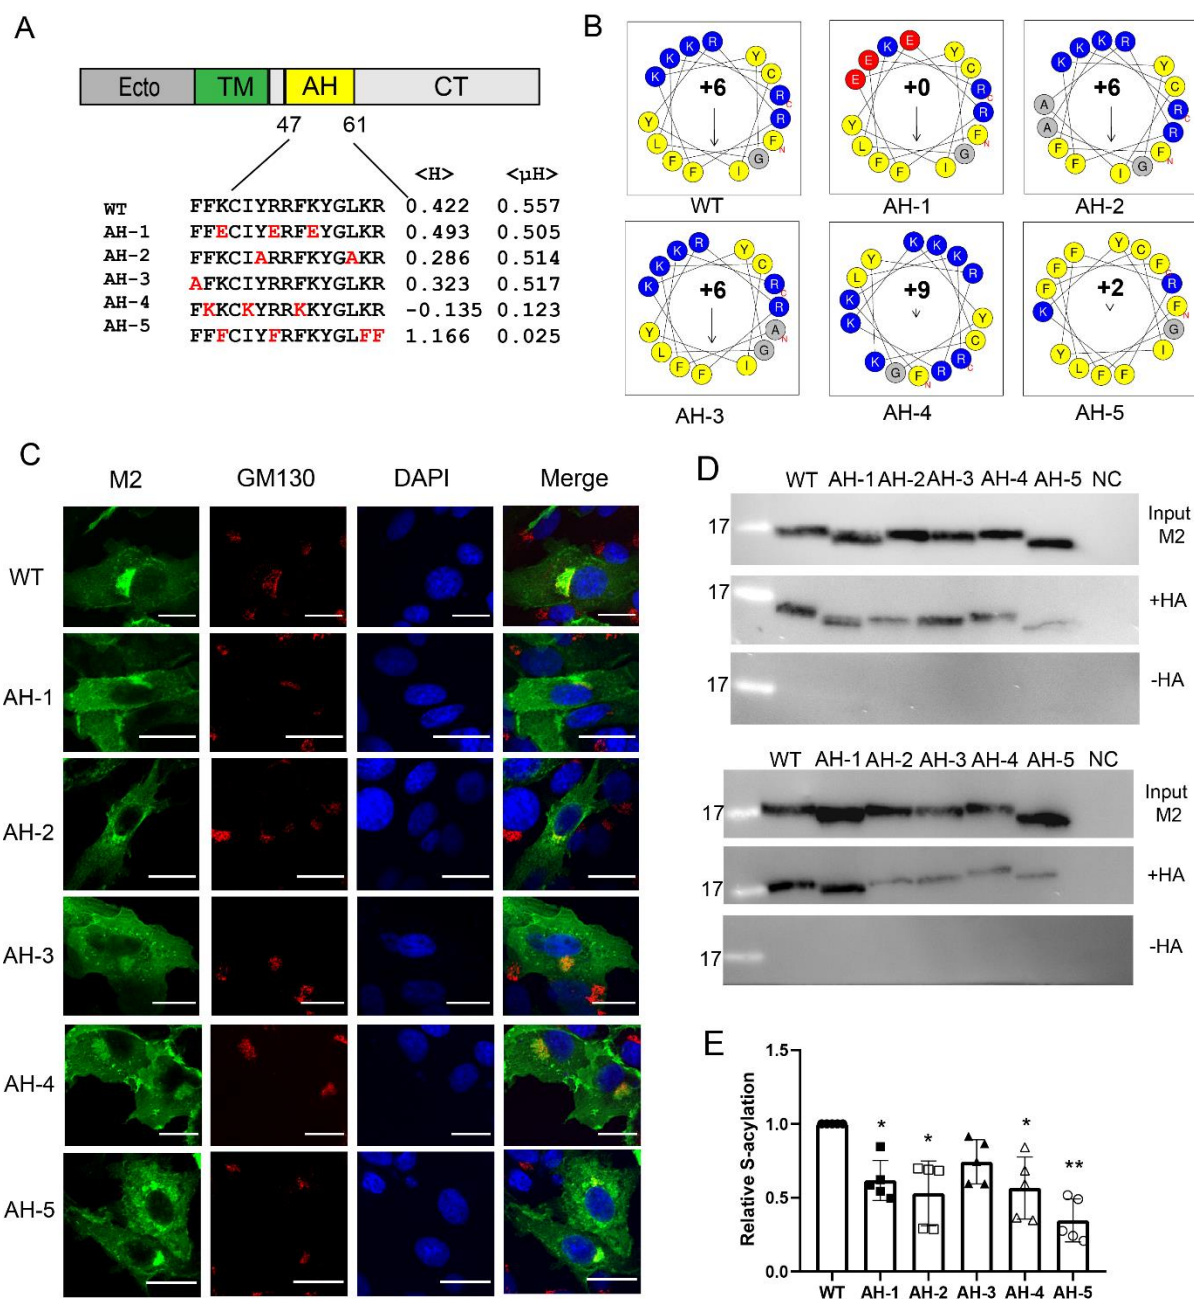 A
Ecto TM AH CT
47 61
<H> <µH>
WT FFKCIYRRFKYGLKR 0.422 0.557
AH-1 FFECIYERFEYGLKR 0.493 0.505
AH-2 FFKCIARRFKYGAKR 0.286 0.514
AH-3 AFKCIYRRFKYGLKR 0.323 0.517
AH-4 FKKCKYRRKKYGLKR -0.135 0.123
AH-5 FFFCIYRFFKYGLFF 1.166 0.025
B
K K K R Y C R R F G I F F L Y K
+6
C
N
WT
E E K E Y C R R F G I F F L Y
+0
C
N
AH-1
K K K R Y C R R F G I F F A A
+6
C
N
AH-2
K K K R Y C R R A G I F F L Y
+6
C
N
AH-3
K K K R Y C R R F G K K K L Y
+9
C
N
AH-4
K F F F Y C F R F G I F F L Y
+2
C
N
AH-5
C
M2 GM130 DAPI Merge
WT
AH-1
AH-2
AH-3
AH-4
AH-5
D
WT AH-1 AH-2 AH-3 AH-4 AH-5 NC
17 Input
M2
17 +HA
17 -HA
WT AH-1 AH-2 AH-3 AH-4 AH-5 NC
17 Input
M2
17 +HA
17 -HA
E
Relative S-acylation
1.5
1.0
0.5
0.0
* * * **
WT AH-1 AH-2 AH-3 AH-4 AH-5